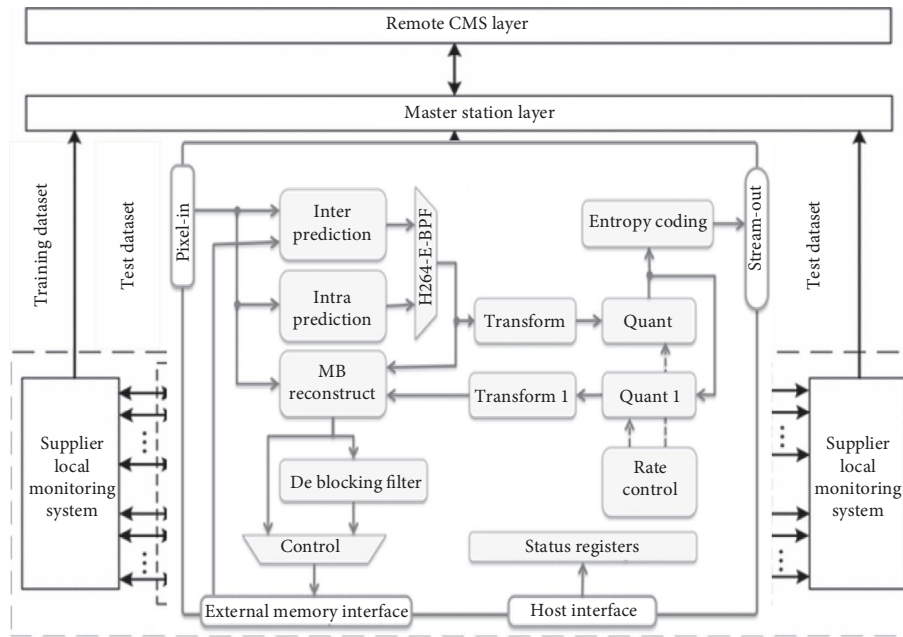 Remote CMS layer
Master station layer
Training dataset
Test dataset
Pixel-in
Inter
prediction
H264-E-BPF
Entropy coding
Stream-out
Test dataset
Intra
prediction
Transform
Quant
MB
reconstruct
Transform 1
Quant 1
Supplier
local
monitoring
system
De blocking filter
Rate
control
Supplier
local
monitoring
system
Control
Status registers
External memory interface
Host interface